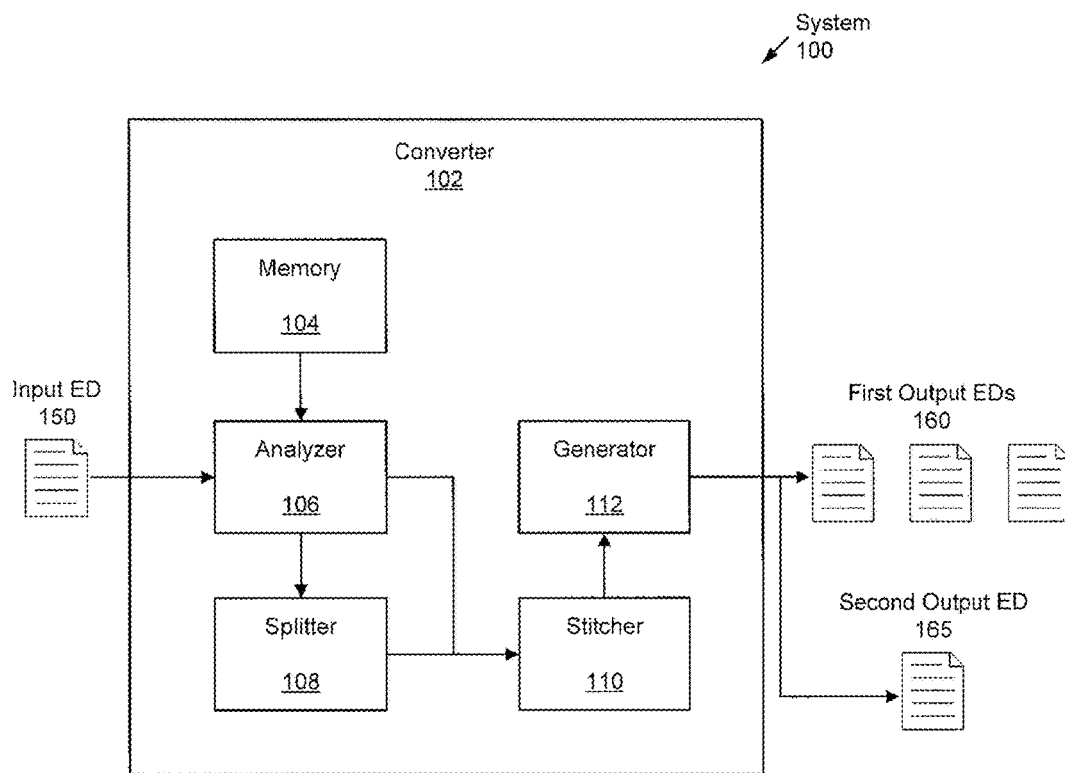 System
100
Converter
102
Memory
104
Input ED
150
Analyzer
106
Generator
112
First Output EDs
160
Splitter
108
Stitcher
110
Second Output ED
165